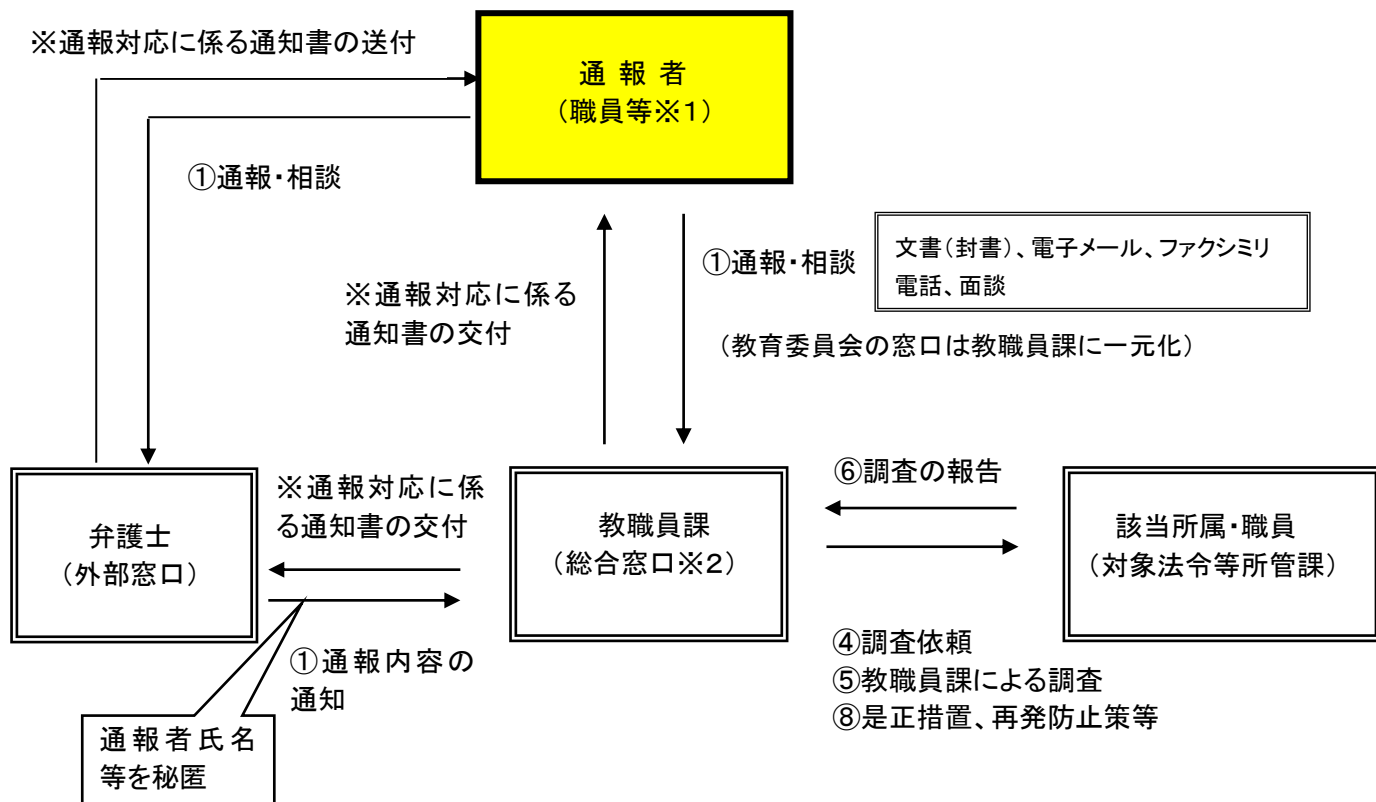 ※通報対応に係る通知書の送付
通 報 者
（職員等※1）
①通報・相談
①通報・相談
文書（封書）、電子メール、ファクシミリ
電話、面談
※通報対応に係る
通知書の交付
（教育委員会の窓口は教職員課に一元化）
弁護士
（外部窓口）
※通報対応に係
る通知書の交付
教職員課
（総合窓口※2）
⑥調査の報告
該当所属・職員
（対象法令等所管課）
①通報内容の
通知
④調査依頼
⑤教職員課による調査
⑧是正措置、再発防止策等
通報者氏名
等を秘匿